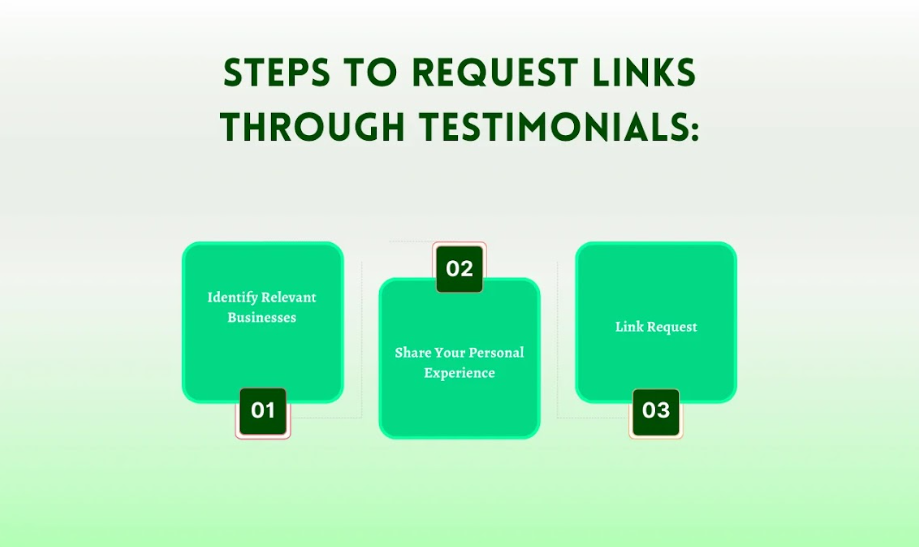 STEPS TO REQUEST LINKS
THROUGH TESTIMONIALS:
Identify Relevant
Businesses
01
02
Share Your Personal
Experience
Link Request
03